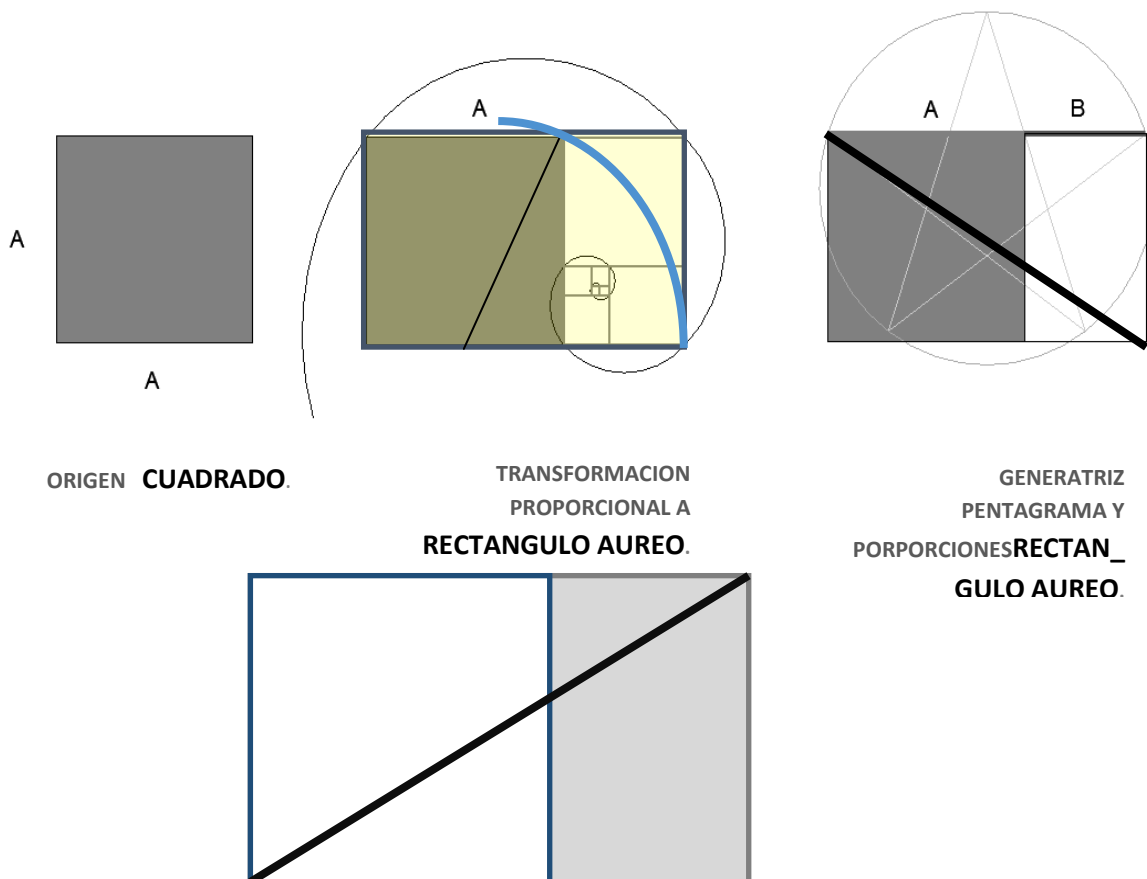 A
A
A
A
B
ORIGEN CUADRADO.
TRANSFORMACION
PROPORCIONAL A
RECTANGULO AUREO.
GENERATRIZ
PENTAGRAMA Y
PORPORCIONESRECTAN_
GULO AUREO.